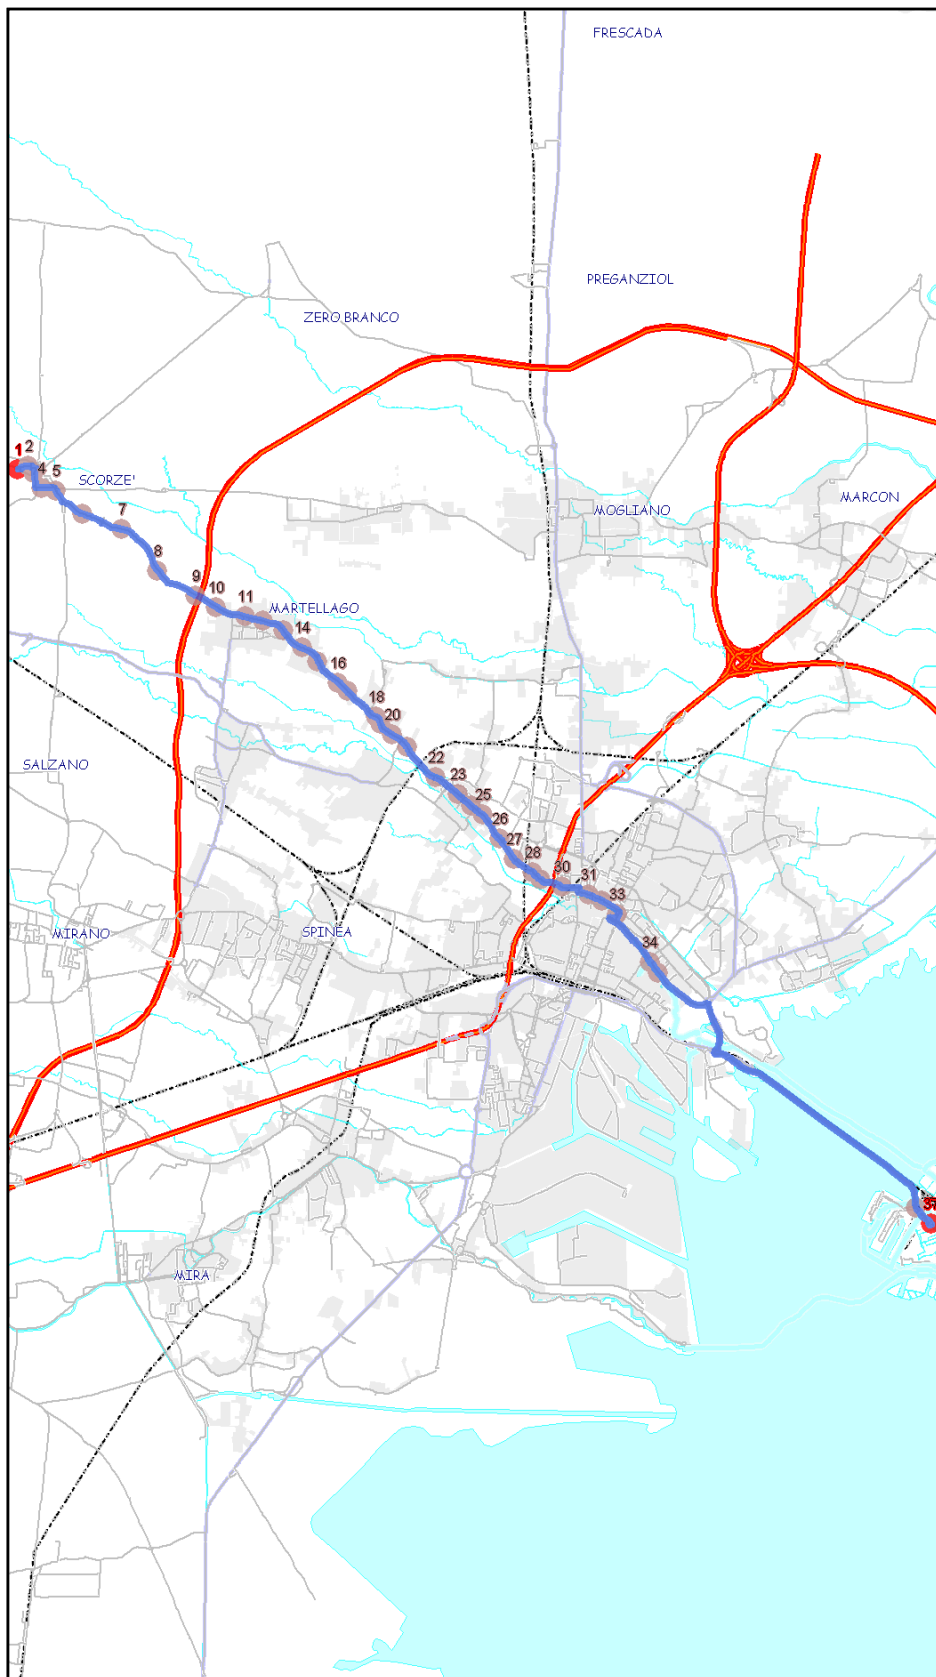 FRESCADA
PREGANZIOL
ZERO BRANCO
1
2
4
5
SCORZE'
MARCON
MOGLIANO
7
8
9
10
11
MARTELLAGO
14
16
18
20
SALZANO
22
23
25
26
27
28
30
31
33
MIRANO
SPINEA
34
MIRA